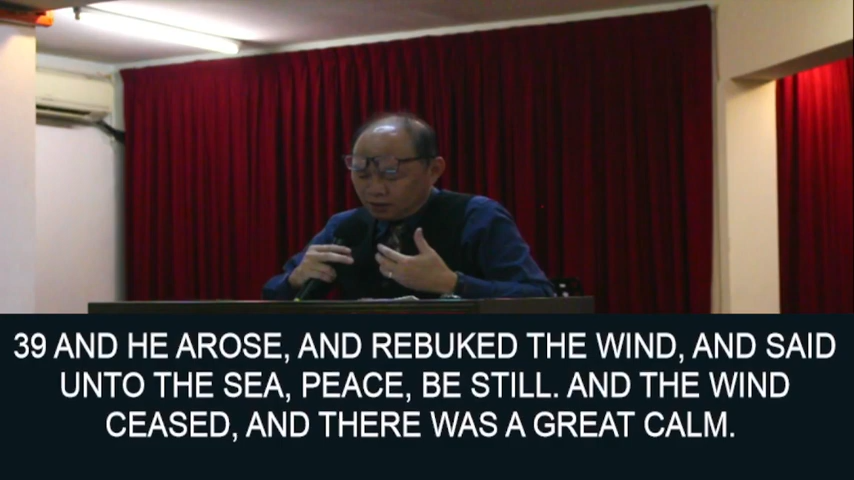 39 AND HE AROSE, AND REBUKED THE WIND, AND SAID
UNTO THE SEA, PEACE, BE STILL. AND THE WIND
CEASED, AND THERE WAS A GREAT CALM.